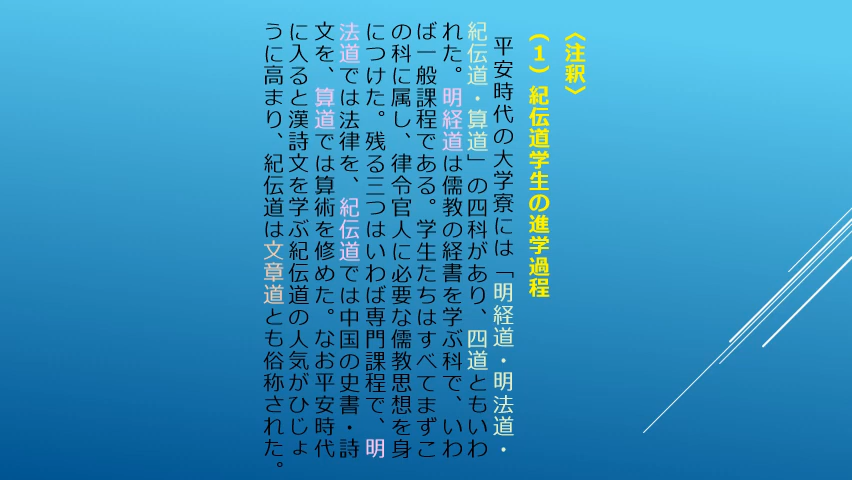 〈注釈〉
（１）紀伝道学生の進学過程
平安時代の大学寮には「明経道・明法道・
紀伝道・算道」の四科があり、四道ともいわ
れた。明経道は儒教の経書を学ぶ科で、いわ
ば一般課程である。学生たちはすべてまずこ
の科に属し、律令官人に必要な儒教思想を身
につけた。残る三つはいわば専門課程で、明
法道では法律を、紀伝道では中国の史書・詩
文を、算道では算術を修めた。なお平安時代
に入ると漢詩文を学ぶ紀伝道の人気がひじょ
うに高まり、紀伝道は文章道とも俗称された。